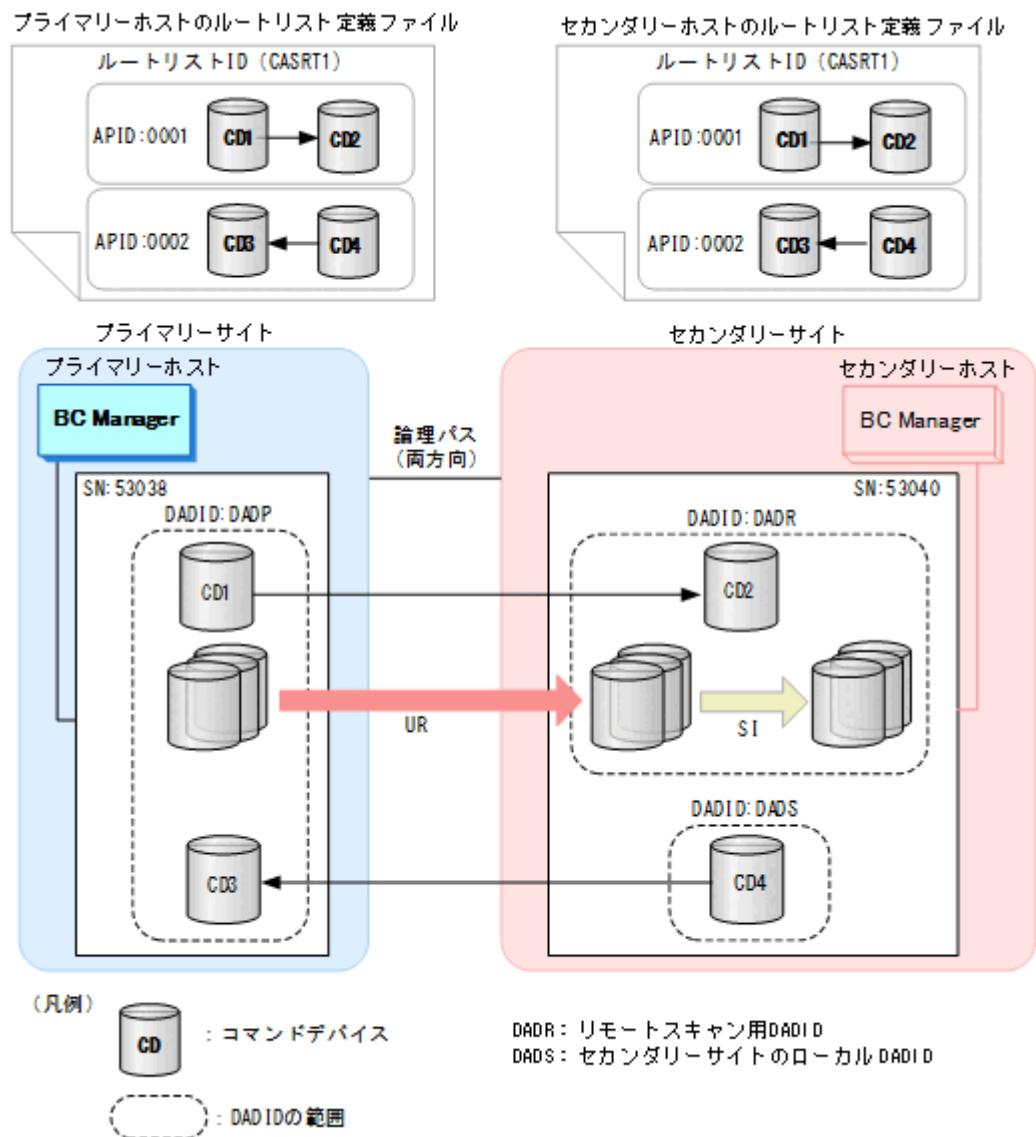 プライマリーホストのルートリスト定義ファイル
ルートリストID (CASRT1)
APID:0001
CD1
CD2
APID:0002
CD3
CD4
セカンダリーホストのルートリスト定義ファイル
ルートリストID (CASRT1)
APID:0001
CD1
CD2
APID:0002
CD3
CD4
プライマリーサイト
プライマリーホスト
BC Manager
セカンダリーサイト
セカンダリーホスト
BC Manager
論理パス
(両方向)
SN:53038
DADID:DADP
CD1
CD3
UR
SN:53040
DADID:DADR
CD2
SI
DADID:DADS
CD4
(凡例)
CD
:コマンドデバイス
:DADIDの範囲
DADR: リモートスキャン用DADID
DADS: セカンダリーサイトのローカルDADID